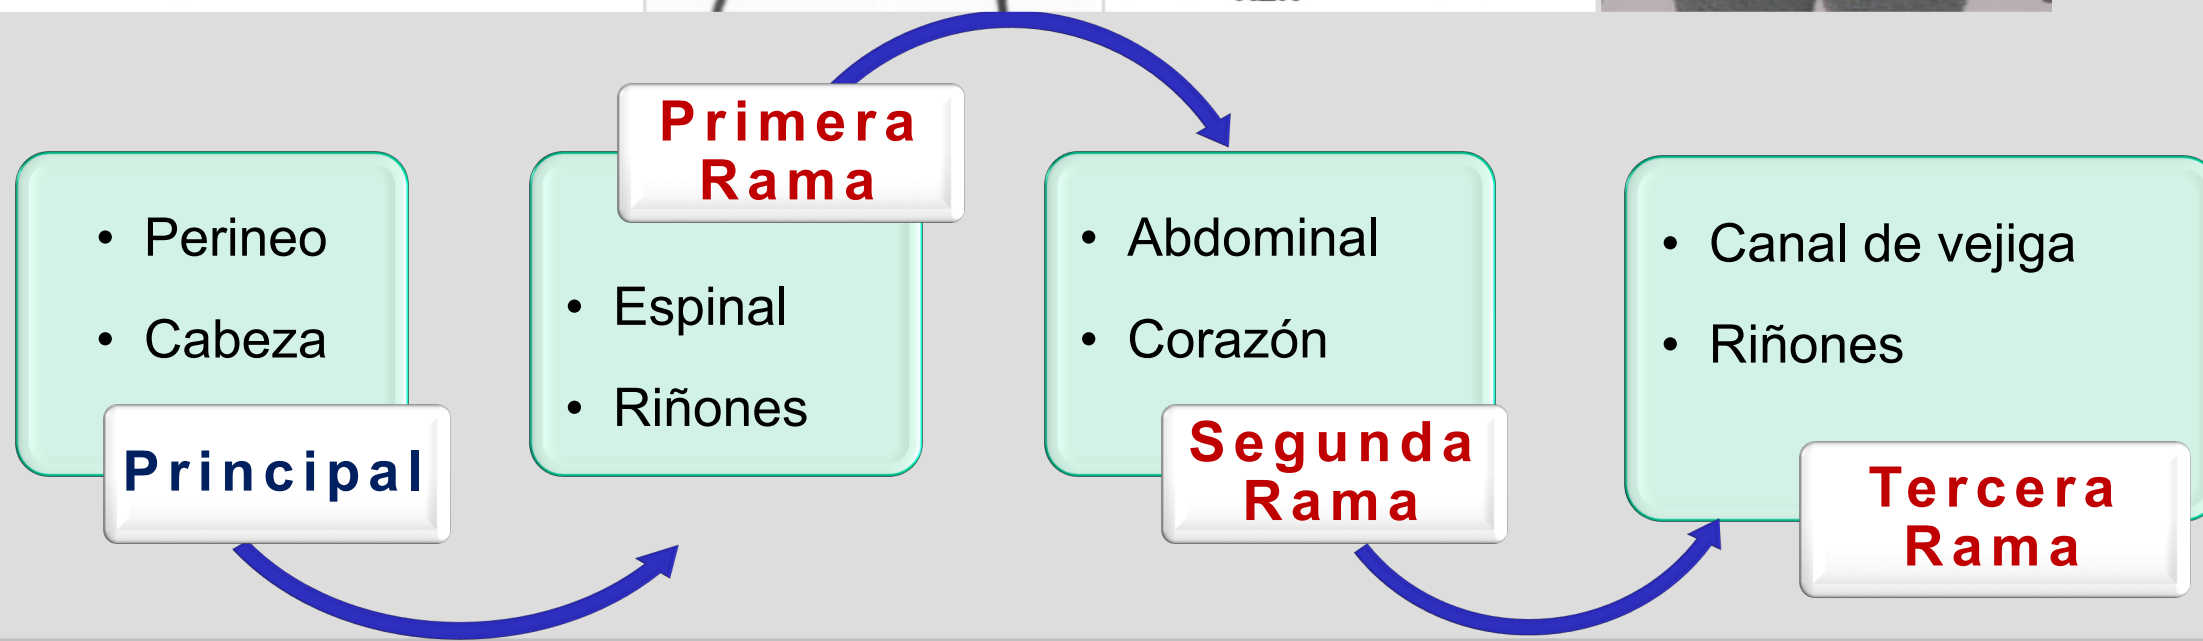 Perineo
Cabeza
Principal
Primera
Rama
Espinal
Riñones
Abdominal
Corazón
Segunda
Rama
Canal de vejiga
Riñones
Tercera
Rama